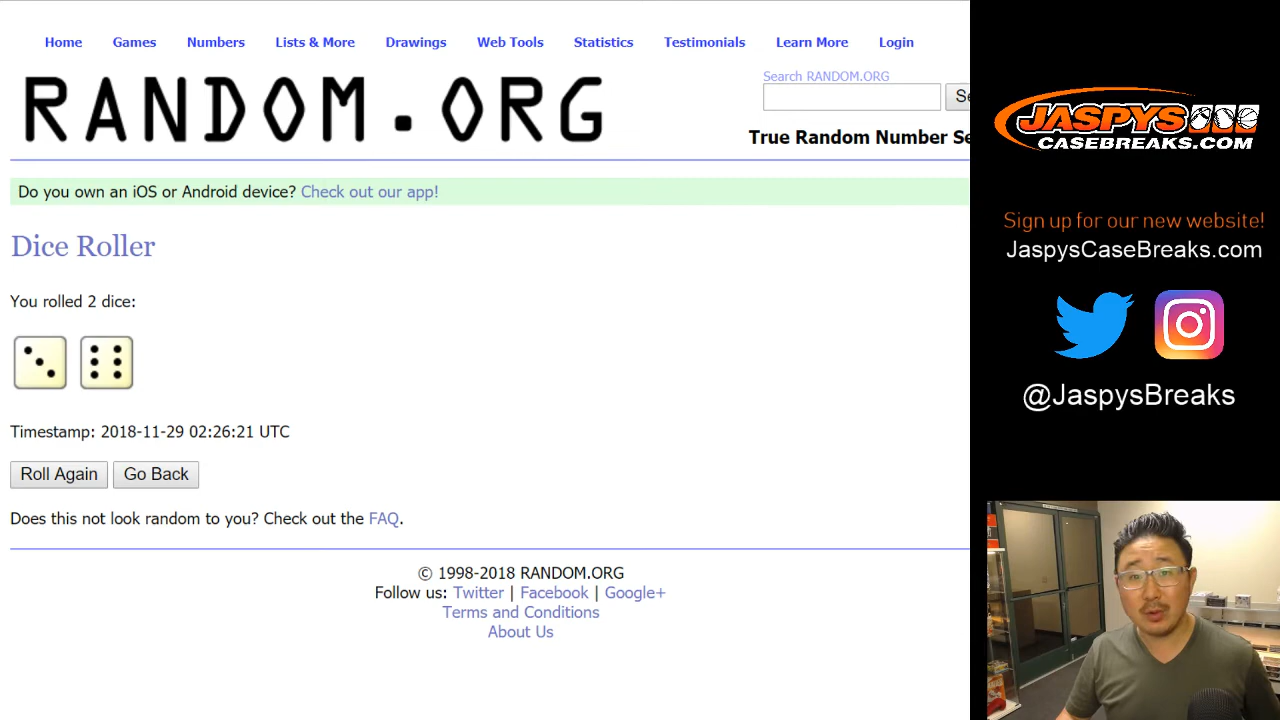 Home Games Numbers Lists & More Drawings Web Tools Statistics Testimonials Learn More Login
RANDOM.ORG
Search RANDOM.ORG
True Random Number Se
Do you own an iOS or Android device? Check out our app!
Dice Roller
You rolled 2 dice:
Timestamp: 2018-11-29 02:26:21 UTC
Roll Again Go Back
Does this not look random to you? Check out the FAQ.
© 1998-2018 RANDOM.ORG
Follow us: Twitter | Facebook | Google+
Terms and Conditions
About Us
JASPYS
CASEBREAKS.COM
Sign up for our new website!
JaspysCaseBreaks.com
@JaspysBreaks